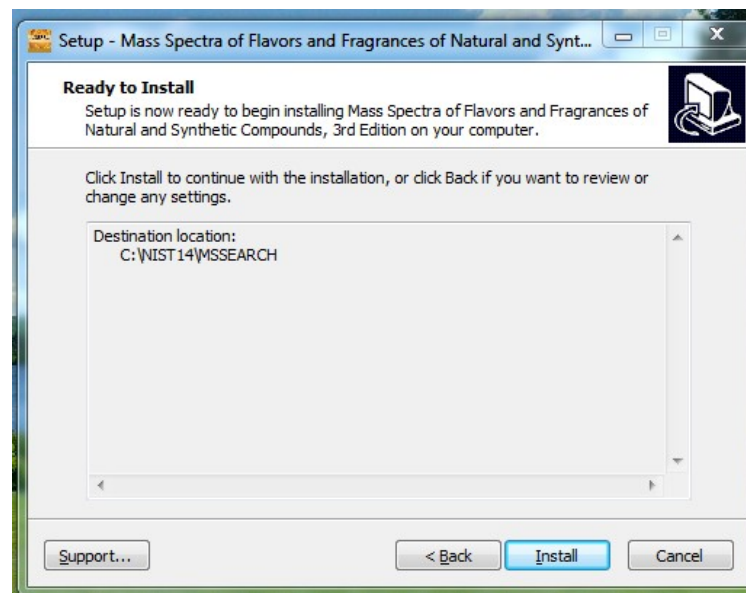 Setup - Mass Spectra of Flavors and Fragrances of Natural and Synt...
Ready to Install
Setup is now ready to begin installing Mass Spectra of Flavors and Fragrances of
Natural and Synthetic Compounds, 3rd Edition on your computer.
Click Install to continue with the installation, or click Back if you want to review or
change any settings.
Destination location:
C:\NIST14\MSSEARCH
Support...
< Back
Install
Cancel